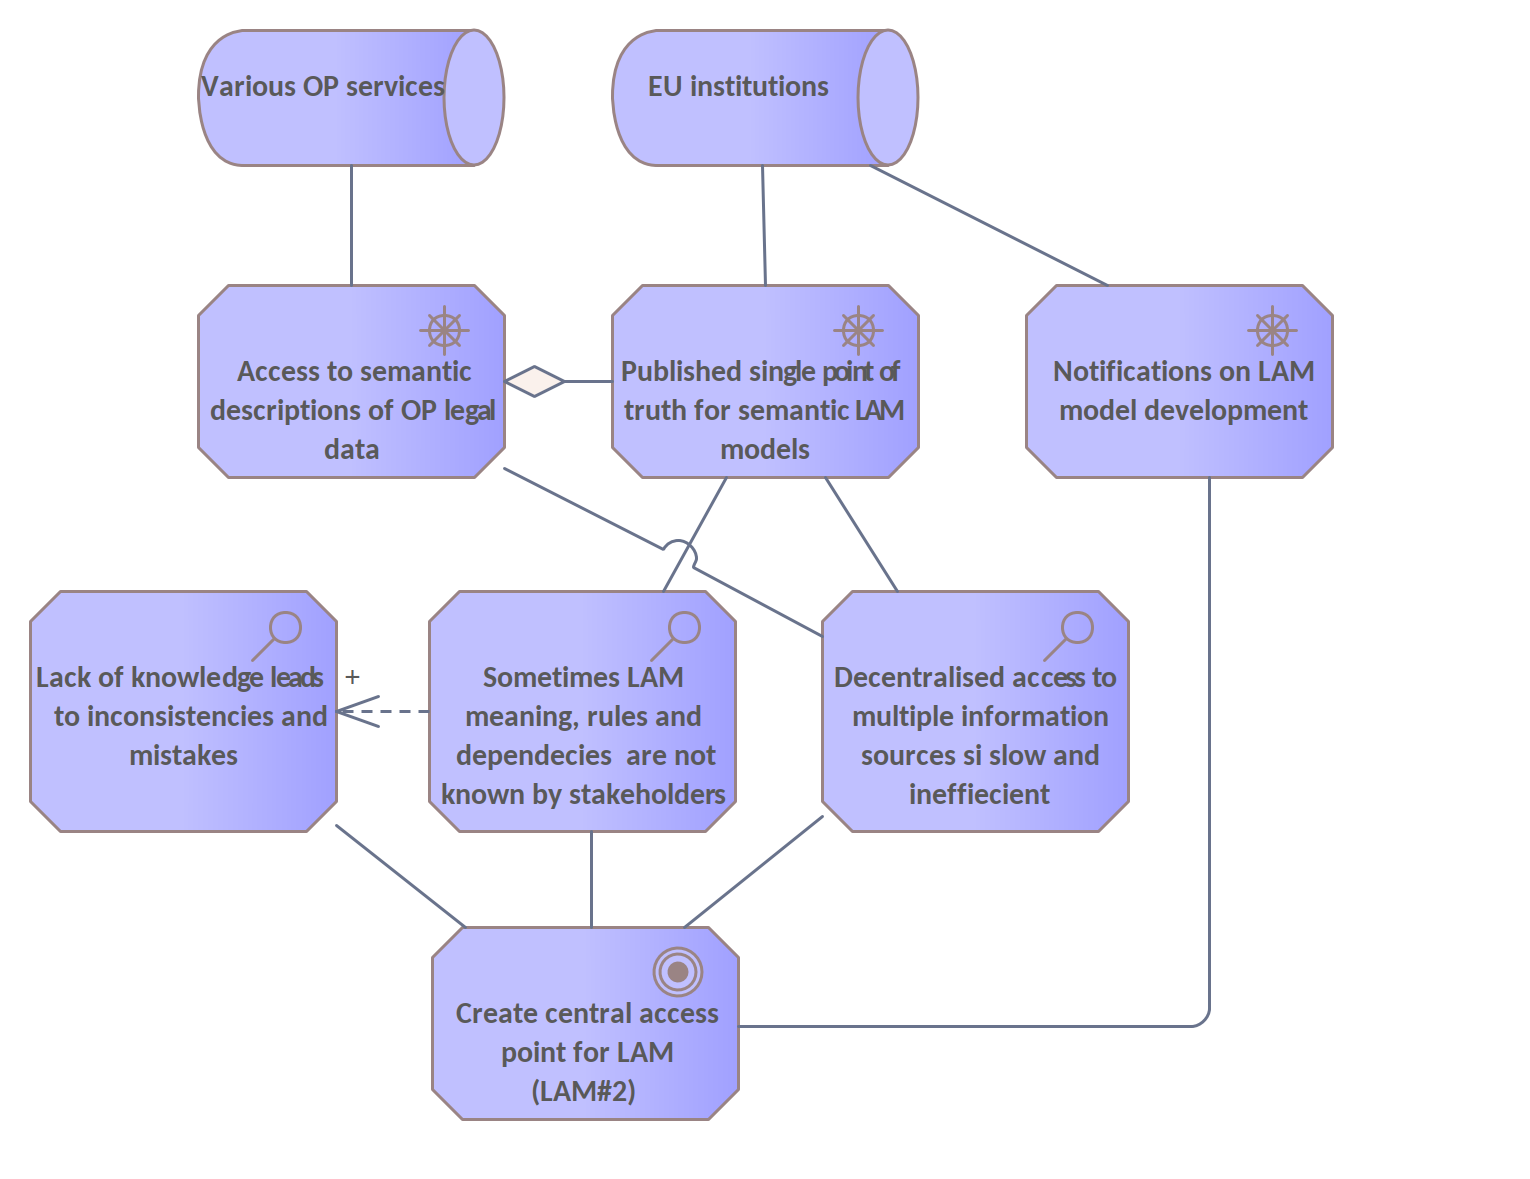 Various OP services
EU institutions
Access to semantic
descriptions of OP legal
data
Published single point of
truth for semantic LAM
models
Notifications on LAM
model development
Lack of knowledge leads
to inconsistencies and
mistakes
+
Sometimes LAM
meaning, rules and
dependecies  are not
known by stakeholders
Decentralised access to
multiple information
sources si slow and
ineffiecient
Create central access
point for LAM
(LAM#2)